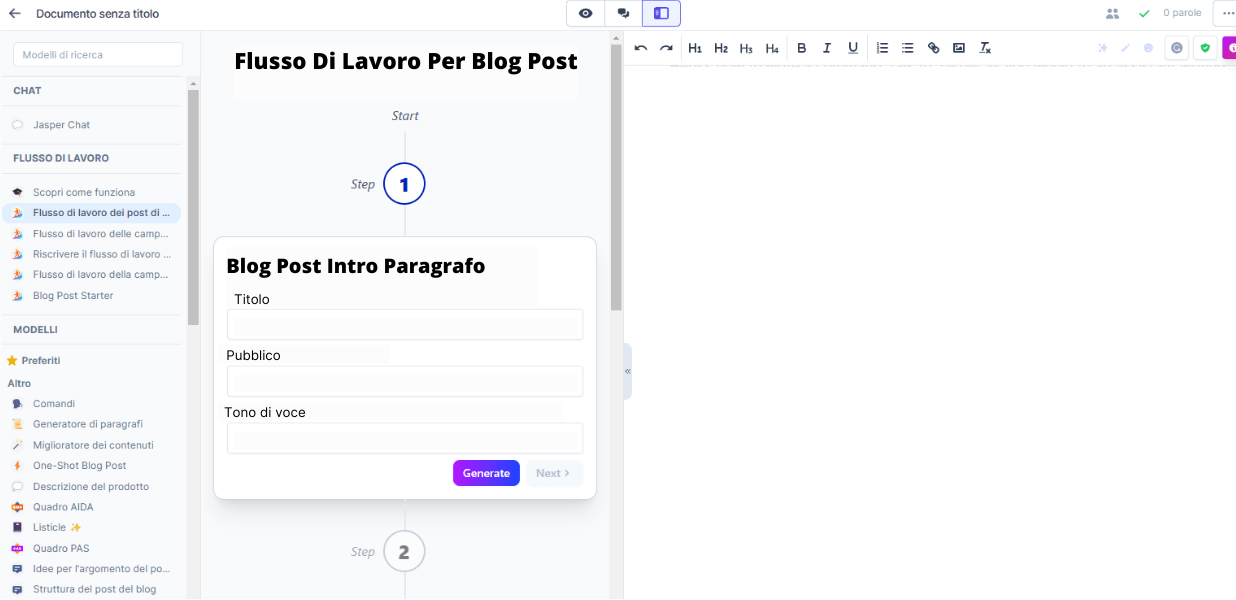 Documento senza titolo
0 parole
Modelli di ricerca
CHAT
Jasper Chat
FLUSSO DI LAVORO
Scopri come funziona
Flusso di lavoro dei post di ...
Flusso di lavoro delle camp...
Riscrivere il flusso di lavoro ...
Flusso di lavoro della camp...
Blog Post Starter
MODELLI
Preferiti
Altro
Comandi
Generatore di paragrafi
Miglioratore dei contenuti
One-Shot Blog Post
Descrizione del prodotto
Quadro AIDA
Listicle
Quadro PAS
Idee per l'argomento del po...
Struttura del post del blog
Flusso Di Lavoro Per Blog Post
Start
Step 1
Blog Post Intro Paragrafo
Titolo
Pubblico
Tono di voce
Generate Next >
Step 2
H1 H2 H3 H4 B I U